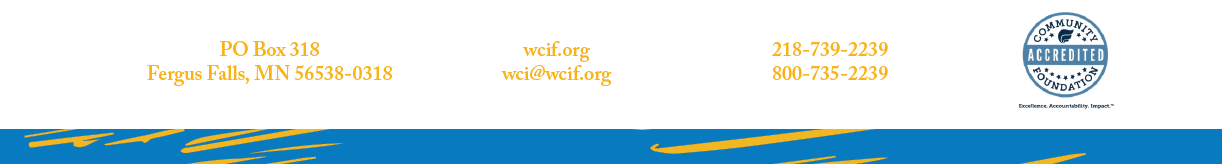 PO Box 318
Fergus Falls, MN 56538-0318
wcif.org
wci@wcif.org
218-739-2239
800-735-2239
COMMUNITY
ACCREDITED
FOUNDATION
Excellence. Accountability. Impact.™